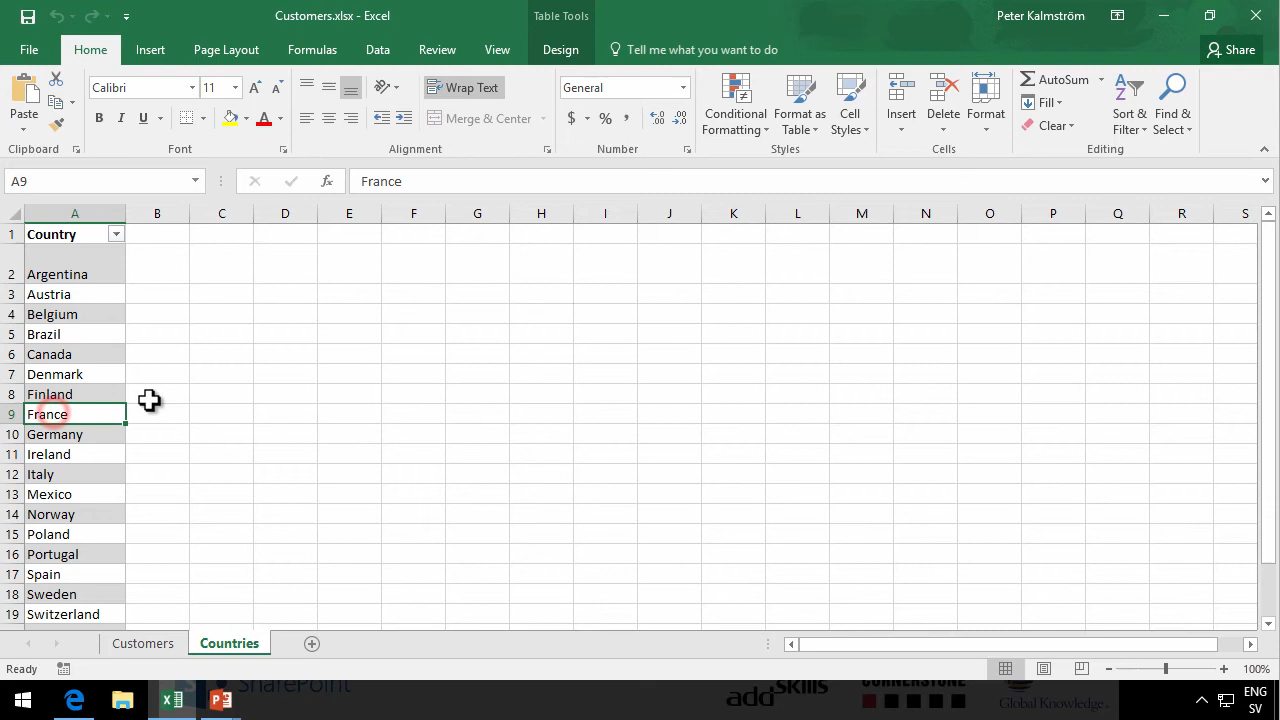 Customers.xlsx - Excel
Table Tools
Peter Kalmström
File Home Insert Page Layout Formulas Data Review View Design Tell me what you want to do Share
Paste
Clipboard
Calibri 11
B I U A
Font
Wrap Text
Merge & Center
Alignment
General
$ % ,
Number
Conditional Formatting
Format as Table
Cell Styles
Styles
Insert
Delete
Format
Cells
AutoSum
Fill
Clear
Sort & Filter
Find & Select
Editing
A9
fx
France
A B C D E F G H I J K L M N O P Q R S
1 Country
2 Argentina
3 Austria
4 Belgium
5 Brazil
6 Canada
7 Denmark
8 Finland
9 France
10 Germany
11 Ireland
12 Italy
13 Mexico
14 Norway
15 Poland
16 Portugal
17 Spain
18 Sweden
19 Switzerland
Customers Countries
Ready
100%
SharePoint
addskills
CORNERSTONE
Global Knowledge
ENG
SV